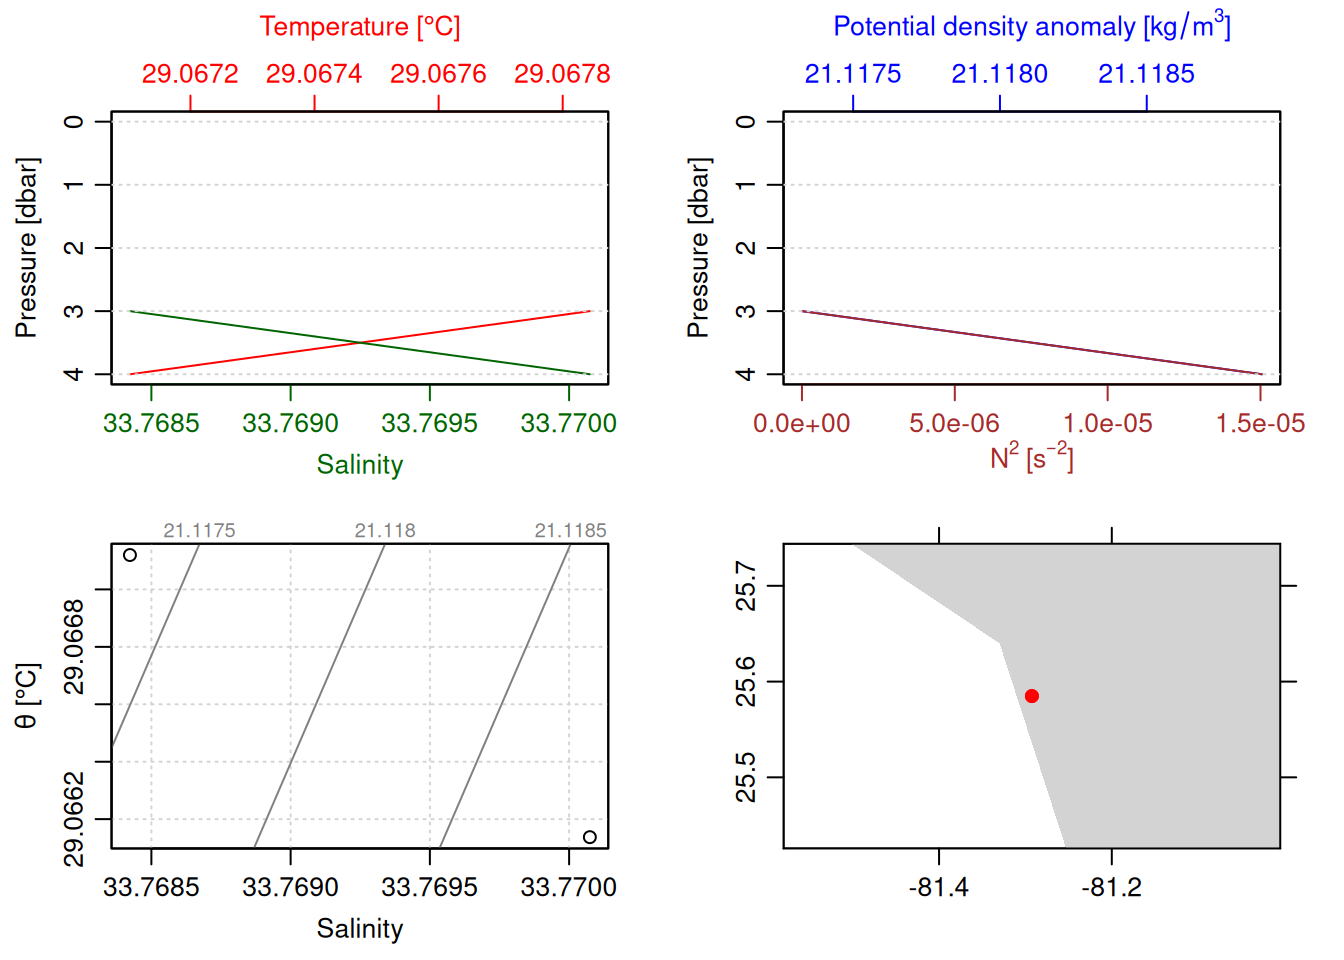 Temperature [°C]
29.0672 29.0674 29.0676 29.0678
Pressure [dbar]
0
1
2
3
4
33.7685 33.7690 33.7695 33.7700
Salinity
Potential density anomaly [kg/m³]
21.1175 21.1180 21.1185
Pressure [dbar]
0
1
2
3
4
0.0e+00 5.0e-06 1.0e-05 1.5e-05
N² [s⁻²]
21.1175 21.118 21.1185
θ [°C]
29.0668
29.0662
33.7685 33.7690 33.7695 33.7700
Salinity
25.7
25.6
25.5
-81.4 -81.2